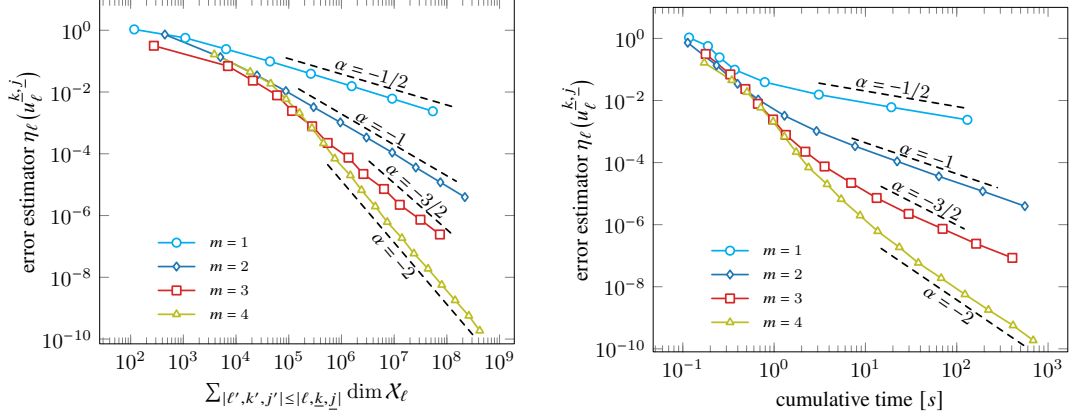 error estimator η_ℓ(u_ℓ^{k̲,j̲})
10^0
10^{−2}
10^{−4}
10^{−6}
10^{−8}
10^{−10}
α = −1/2
α = −1
α = −3/2
α = −2
m = 1
m = 2
m = 3
m = 4
10^2 10^3 10^4 10^5 10^6 10^7 10^8 10^9
∑_{|ℓ′,k′,j′|≤|ℓ,k̲,j̲|} dim X_ℓ
error estimator η_ℓ(u_ℓ^{k̲,j̲})
10^0
10^{−2}
10^{−4}
10^{−6}
10^{−8}
10^{−10}
α = −1/2
α = −1
α = −3/2
α = −2
m = 1
m = 2
m = 3
m = 4
10^{−1} 10^0 10^1 10^2 10^3
cumulative time [s]